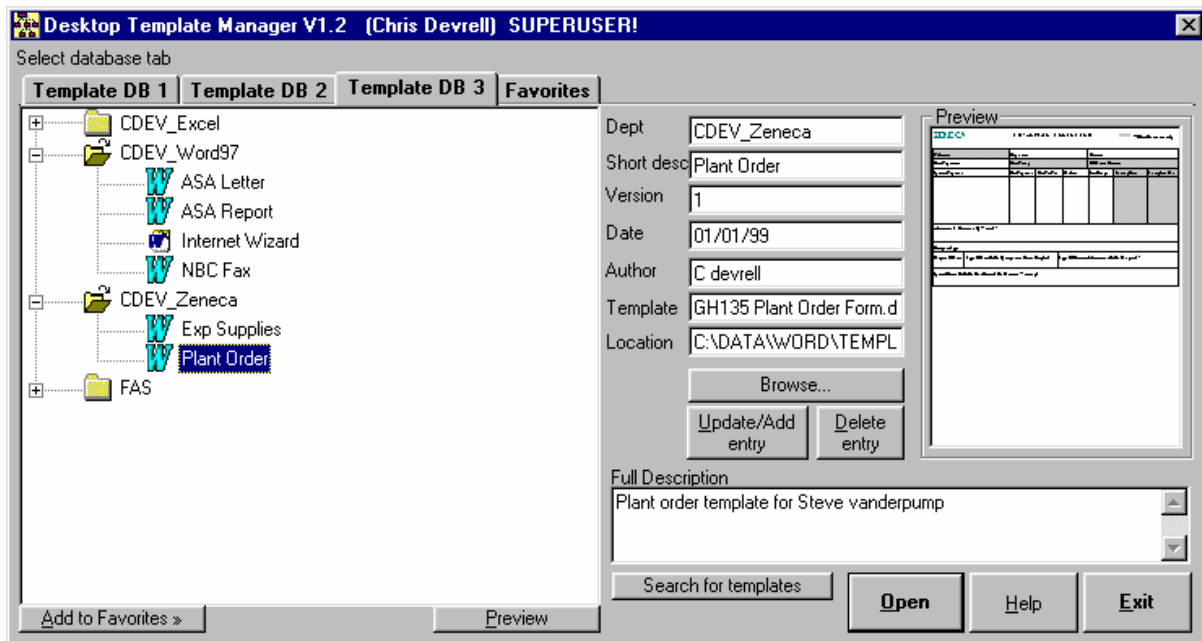 Desktop Template Manager V1.2 (Chris Devrell) SUPERUSER!
Select database tab
Template DB 1
Template DB 2
Template DB 3
Favorites
CDEV_Excel
CDEV_Word97
ASA Letter
ASA Report
Internet Wizard
NBC Fax
CDEV_Zeneca
Exp Supplies
Plant Order
FAS
Add to Favorites »
Preview
Dept CDEV_Zeneca
Short desc Plant Order
Version 1
Date 01/01/99
Author C devrell
Template GH135 Plant Order Form.d
Location C:\DATA\WORD\TEMPL
Browse...
Update/Add entry
Delete entry
Preview
ZENECA
Full Description
Plant order template for Steve vanderpump
Search for templates
Open
Help
Exit